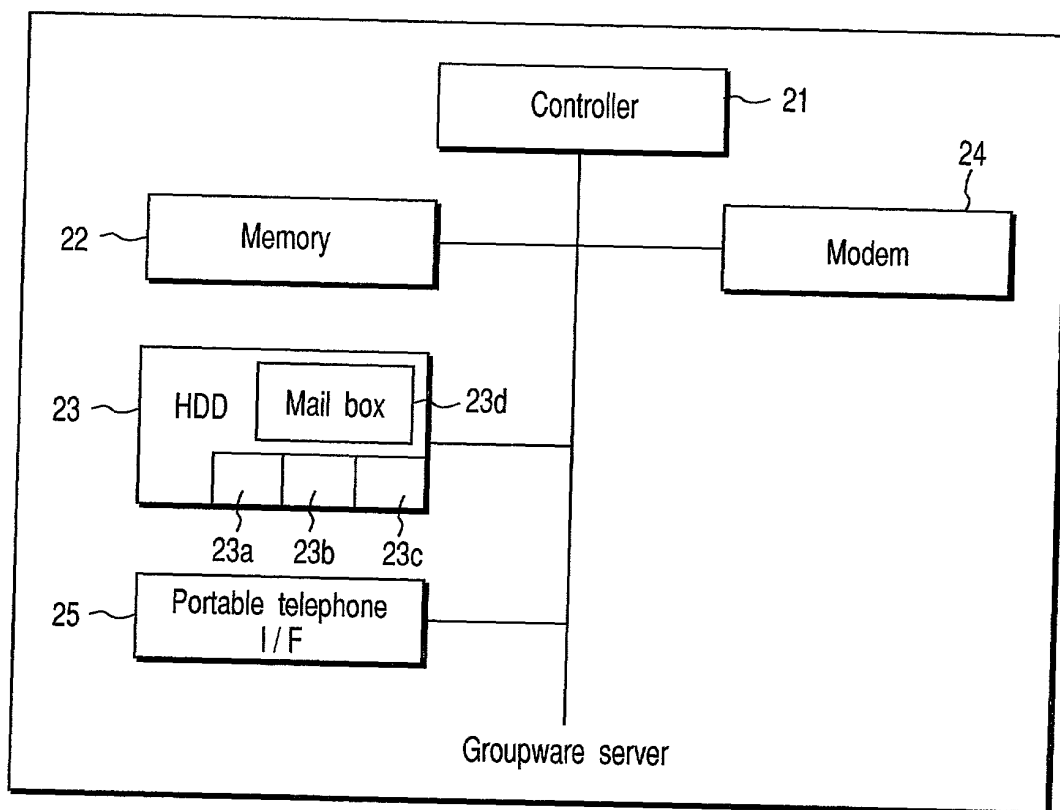 Controller
21
24
22
Memory
Modem
23
HDD
Mail box
23d
23a
23b
23c
25
Portable telephone
I / F
Groupware server